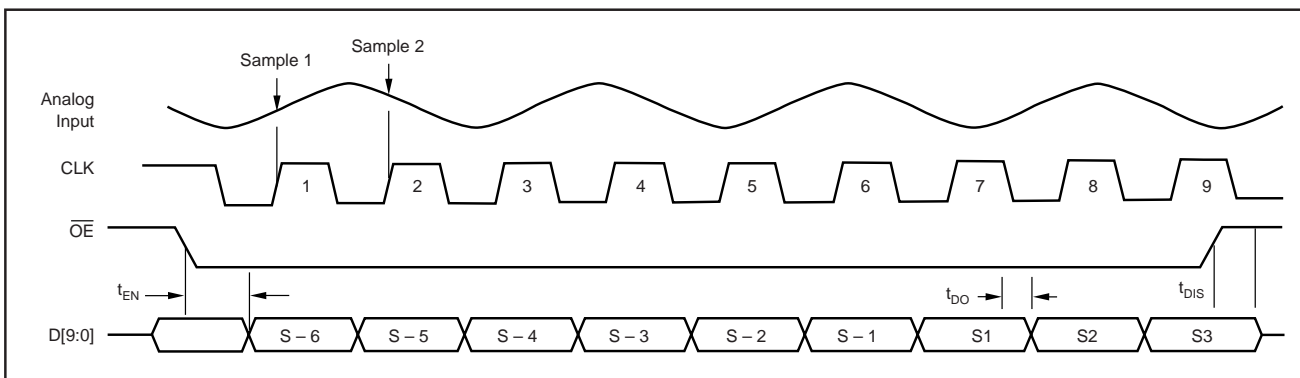 Sample 1
Sample 2
Analog
Input
CLK
1 2 3 4 5 6 7 8 9
OE
tEN
tDO
tDIS
D[9:0]
S – 6 S – 5 S – 4 S – 3 S – 2 S – 1 S1 S2 S3